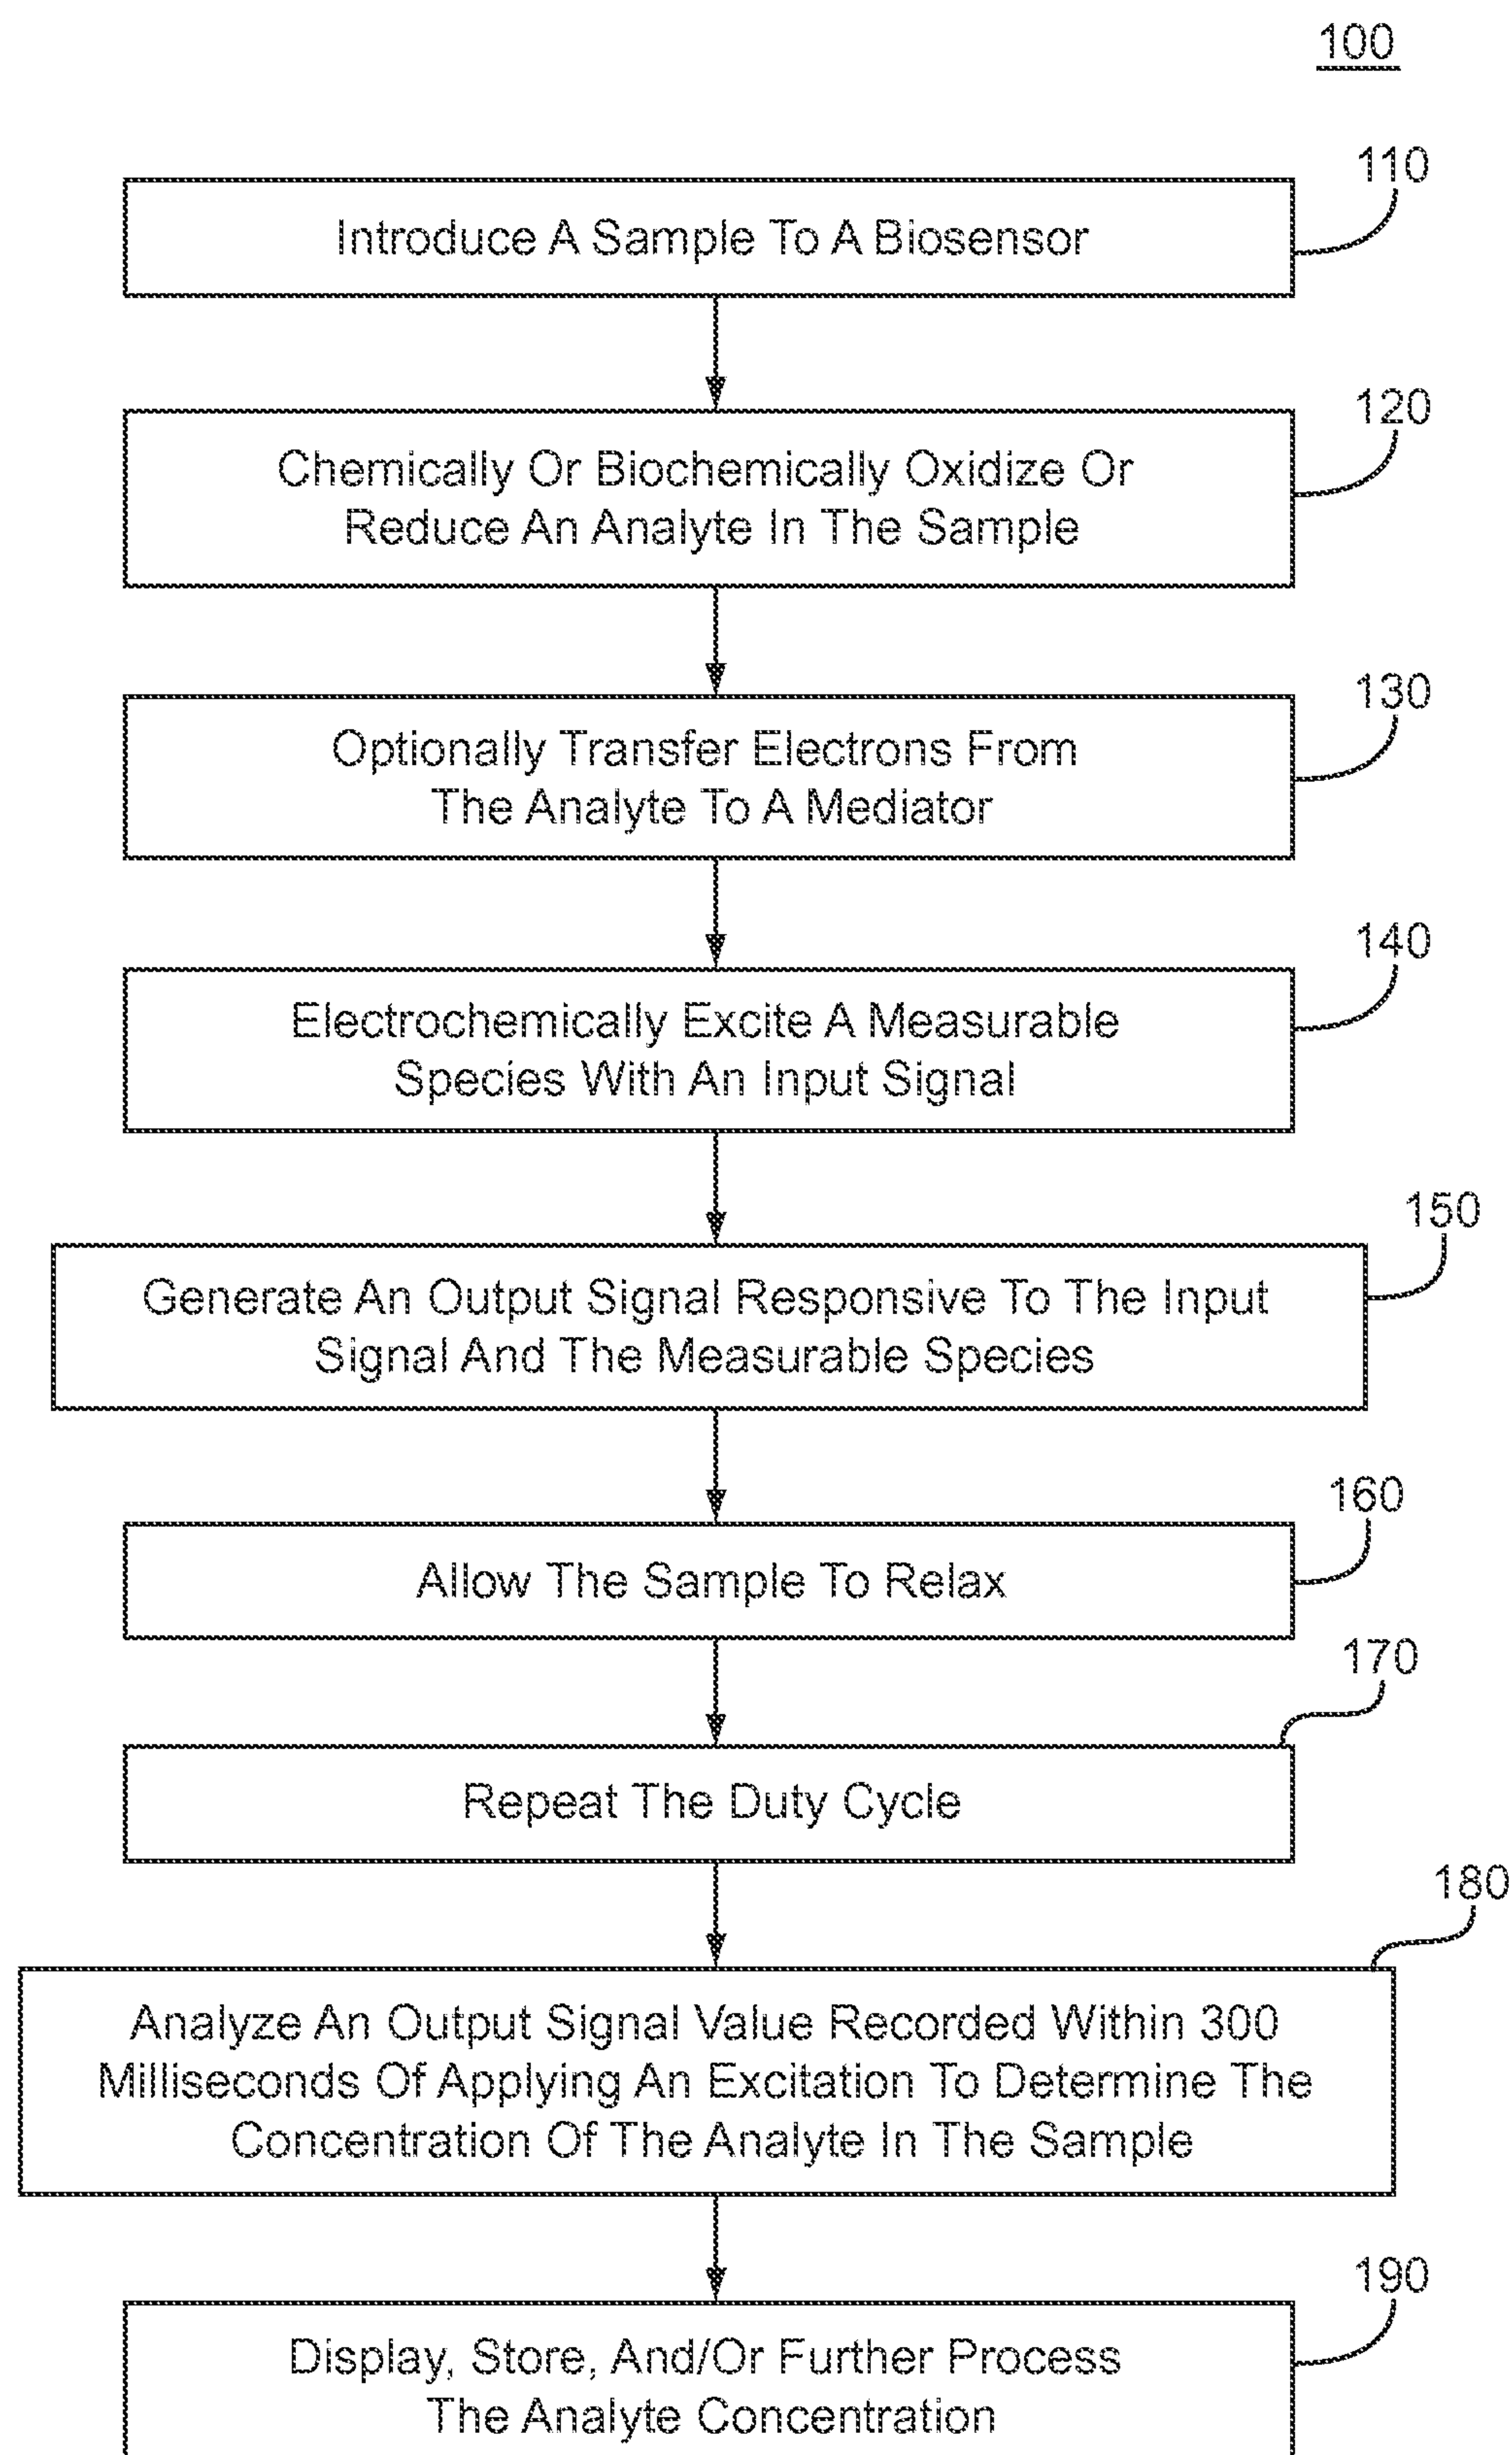 100
110
Introduce A Sample To A Biosensor
120
Chemically Or Biochemically Oxidize Or
Reduce An Analyte In The Sample
130
Optionally Transfer Electrons From
The Analyte To A Mediator
140
Electrochemically Excite A Measurable
Species With An Input Signal
150
Generate An Output Signal Responsive To The Input
Signal And The Measurable Species
160
Allow The Sample To Relax
170
Repeat The Duty Cycle
180
Analyze An Output Signal Value Recorded Within 300
Milliseconds Of Applying An Excitation To Determine The
Concentration Of The Analyte In The Sample
190
Display, Store, And/Or Further Process
The Analyte Concentration